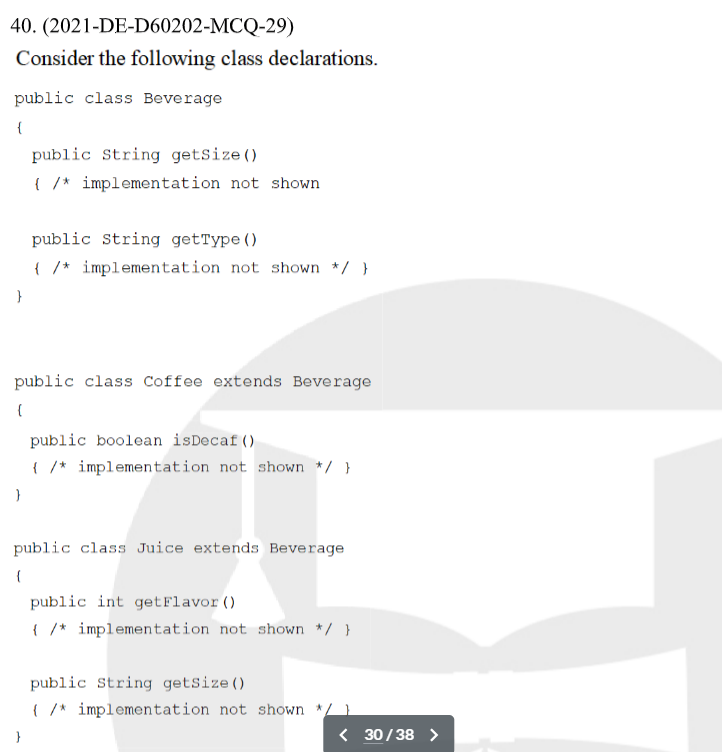 40. (2021-DE-D60202-MCQ-29)
Consider the following class declarations.
public class Beverage
{
public String getSize()
{ /* implementation not shown
public String getType()
{ /* implementation not shown */ }
}
public class Coffee extends Beverage
{
public boolean isDecaf()
{ /* implementation not shown */ }
}
public class Juice extends Beverage
{
public int getFlavor()
{ /* implementation not shown */ }
public String getSize()
{ /* implementation not shown */ }
}
< 30 / 38 >